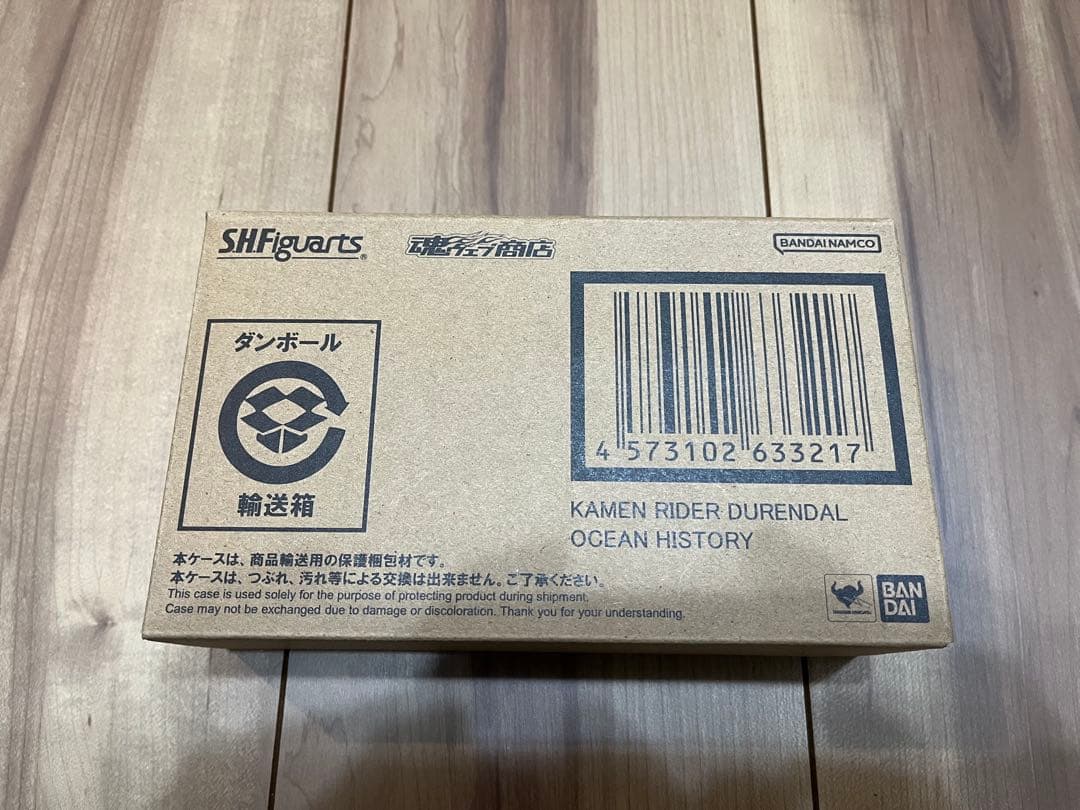 S.H.Figuarts®
魂ウェブ商店
BANDAI NAMCO
ダンボール
輸送箱
4 573102 633217
KAMEN RIDER DURENDAL
OCEAN HISTORY
本ケースは、商品輸送用の保護梱包材です。
本ケースは、つぶれ、汚れ等による交換は出来ません。ご了承ください。
This case is used solely for the purpose of protecting product during shipment.
Case may not be exchanged due to damage or discoloration. Thank you for your understanding.
BAN
DAI